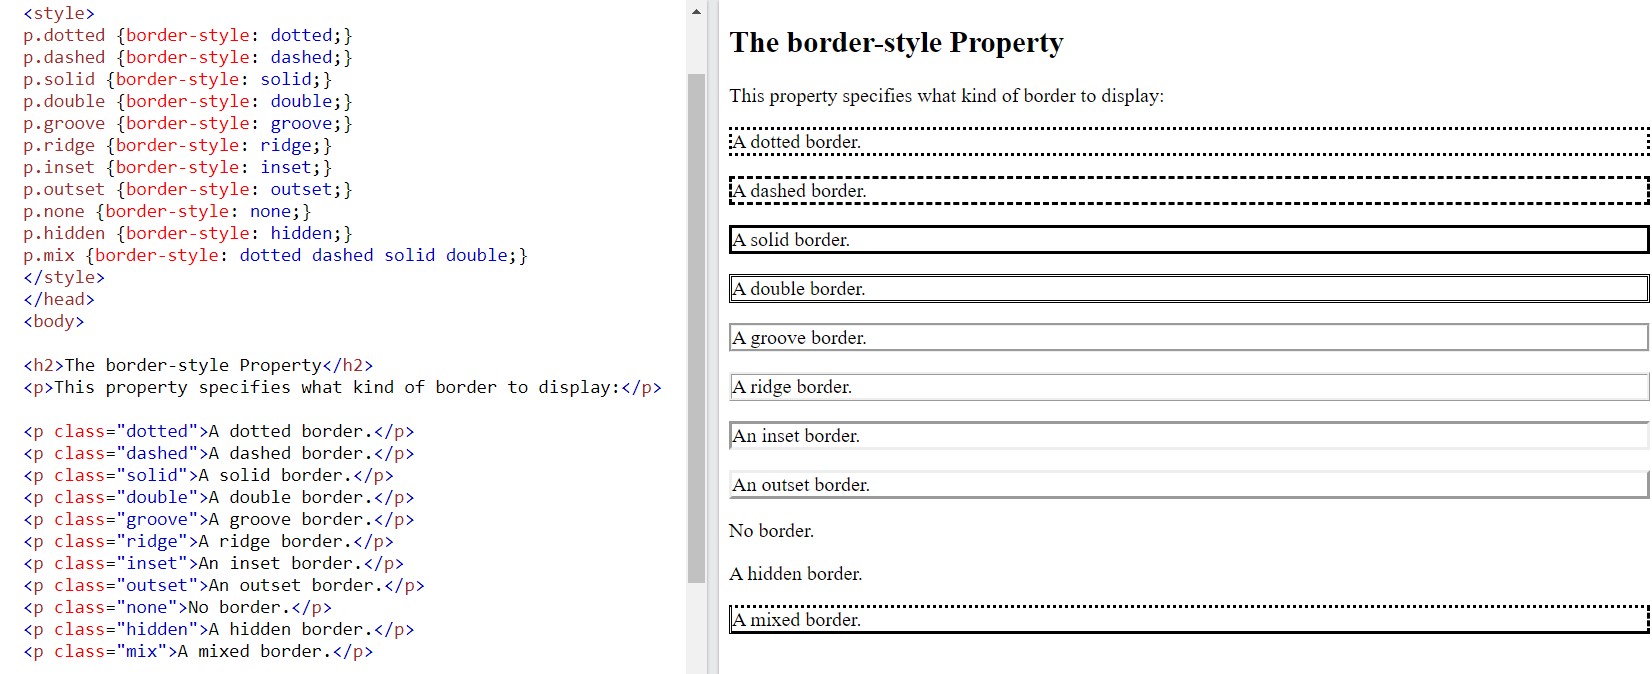 <style>
p.dotted {border-style: dotted;}
p.dashed {border-style: dashed;}
p.solid {border-style: solid;}
p.double {border-style: double;}
p.groove {border-style: groove;}
p.ridge {border-style: ridge;}
p.inset {border-style: inset;}
p.outset {border-style: outset;}
p.none {border-style: none;}
p.hidden {border-style: hidden;}
p.mix {border-style: dotted dashed solid double;}
</style>
</head>
<body>

<h2>The border-style Property</h2>
<p>This property specifies what kind of border to display:</p>

<p class="dotted">A dotted border.</p>
<p class="dashed">A dashed border.</p>
<p class="solid">A solid border.</p>
<p class="double">A double border.</p>
<p class="groove">A groove border.</p>
<p class="ridge">A ridge border.</p>
<p class="inset">An inset border.</p>
<p class="outset">An outset border.</p>
<p class="none">No border.</p>
<p class="hidden">A hidden border.</p>
<p class="mix">A mixed border.</p>

The border-style Property
This property specifies what kind of border to display:
A dotted border.
A dashed border.
A solid border.
A double border.
A groove border.
A ridge border.
An inset border.
An outset border.
No border.
A hidden border.
A mixed border.